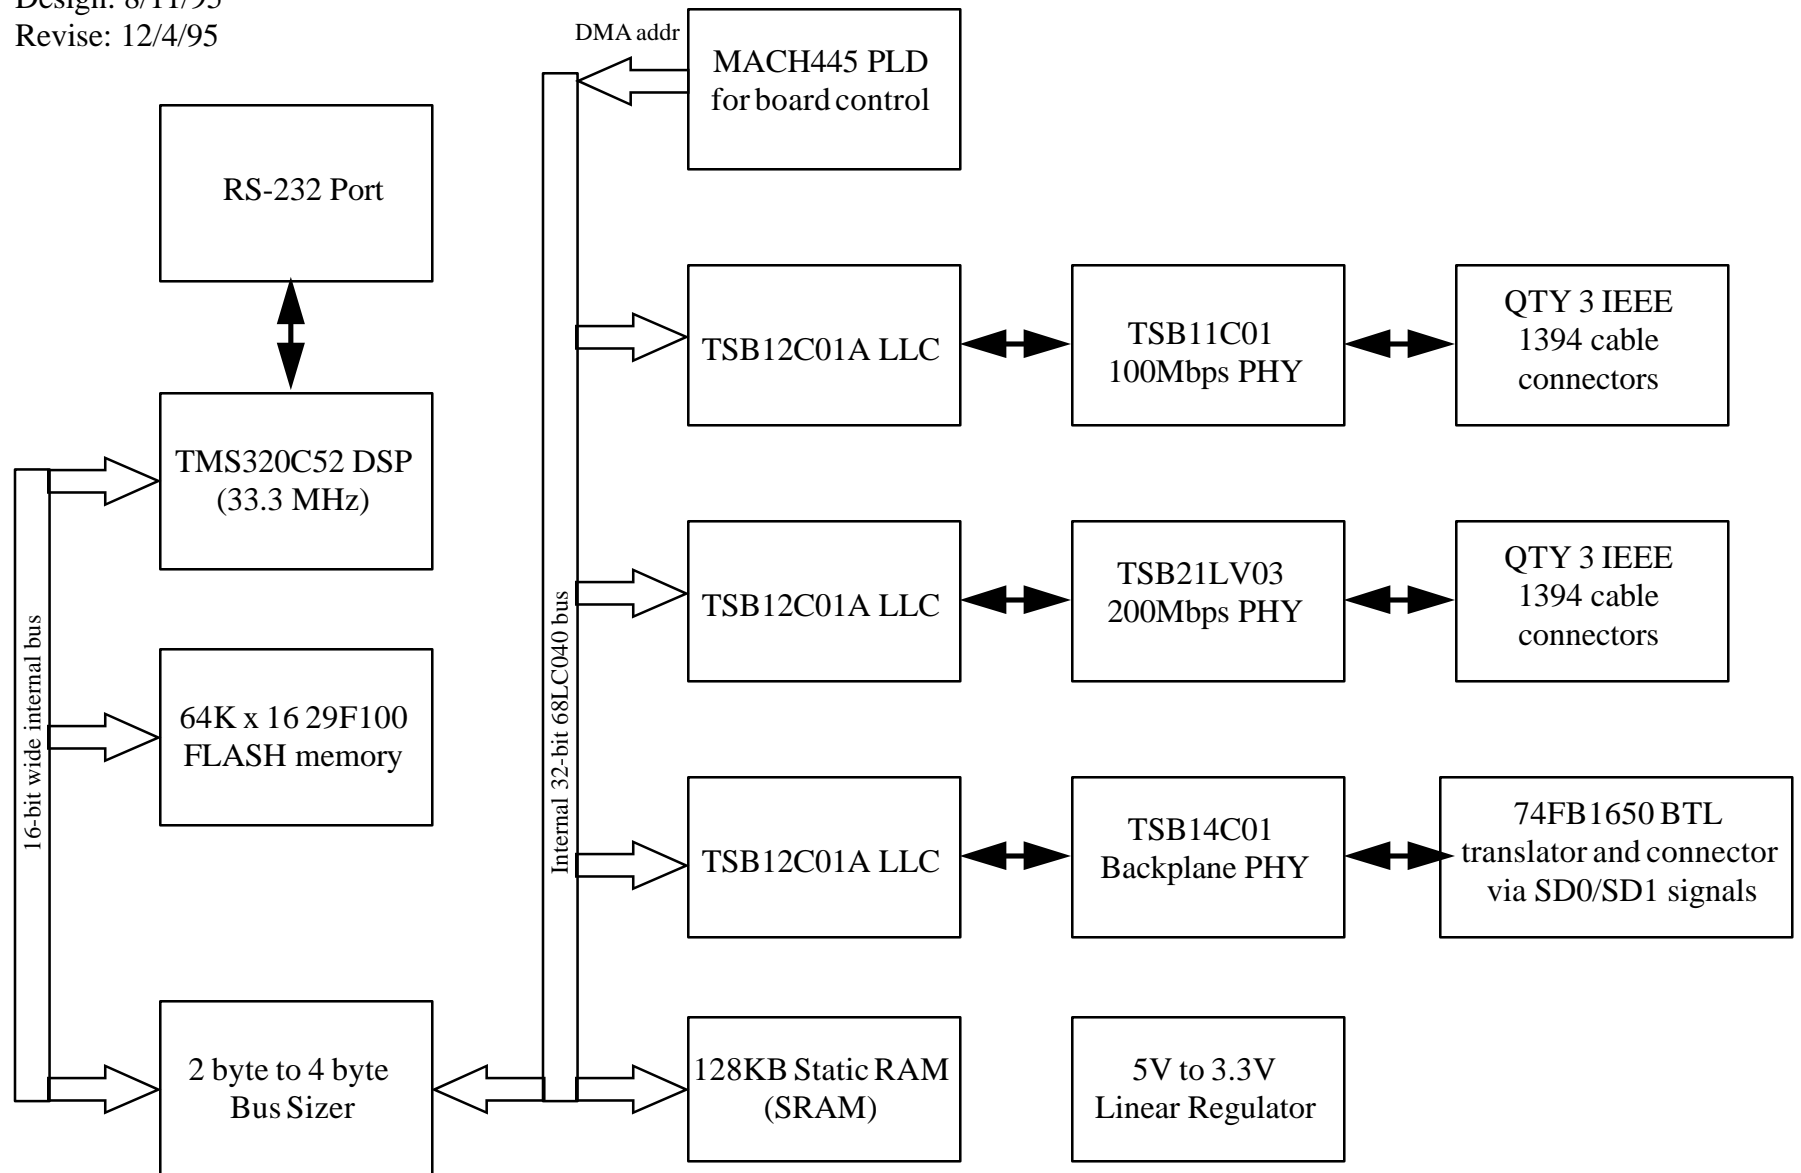 Design: 8/11/95
Revise: 12/4/95
DMA addr
MACH445 PLD
for board control
RS-232 Port
TSB12C01A LLC
TSB11C01
100Mbps PHY
QTY 3 IEEE
1394 cable
connectors
TMS320C52 DSP
(33.3 MHz)
TSB12C01A LLC
TSB21LV03
200Mbps PHY
QTY 3 IEEE
1394 cable
connectors
16-bit wide internal bus
Internal 32-bit 68LC040 bus
64K x 16 29F100
FLASH memory
TSB12C01A LLC
TSB14C01
Backplane PHY
74FB1650 BTL
translator and connector
via SD0/SD1 signals
2 byte to 4 byte
Bus Sizer
128KB Static RAM
(SRAM)
5V to 3.3V
Linear Regulator